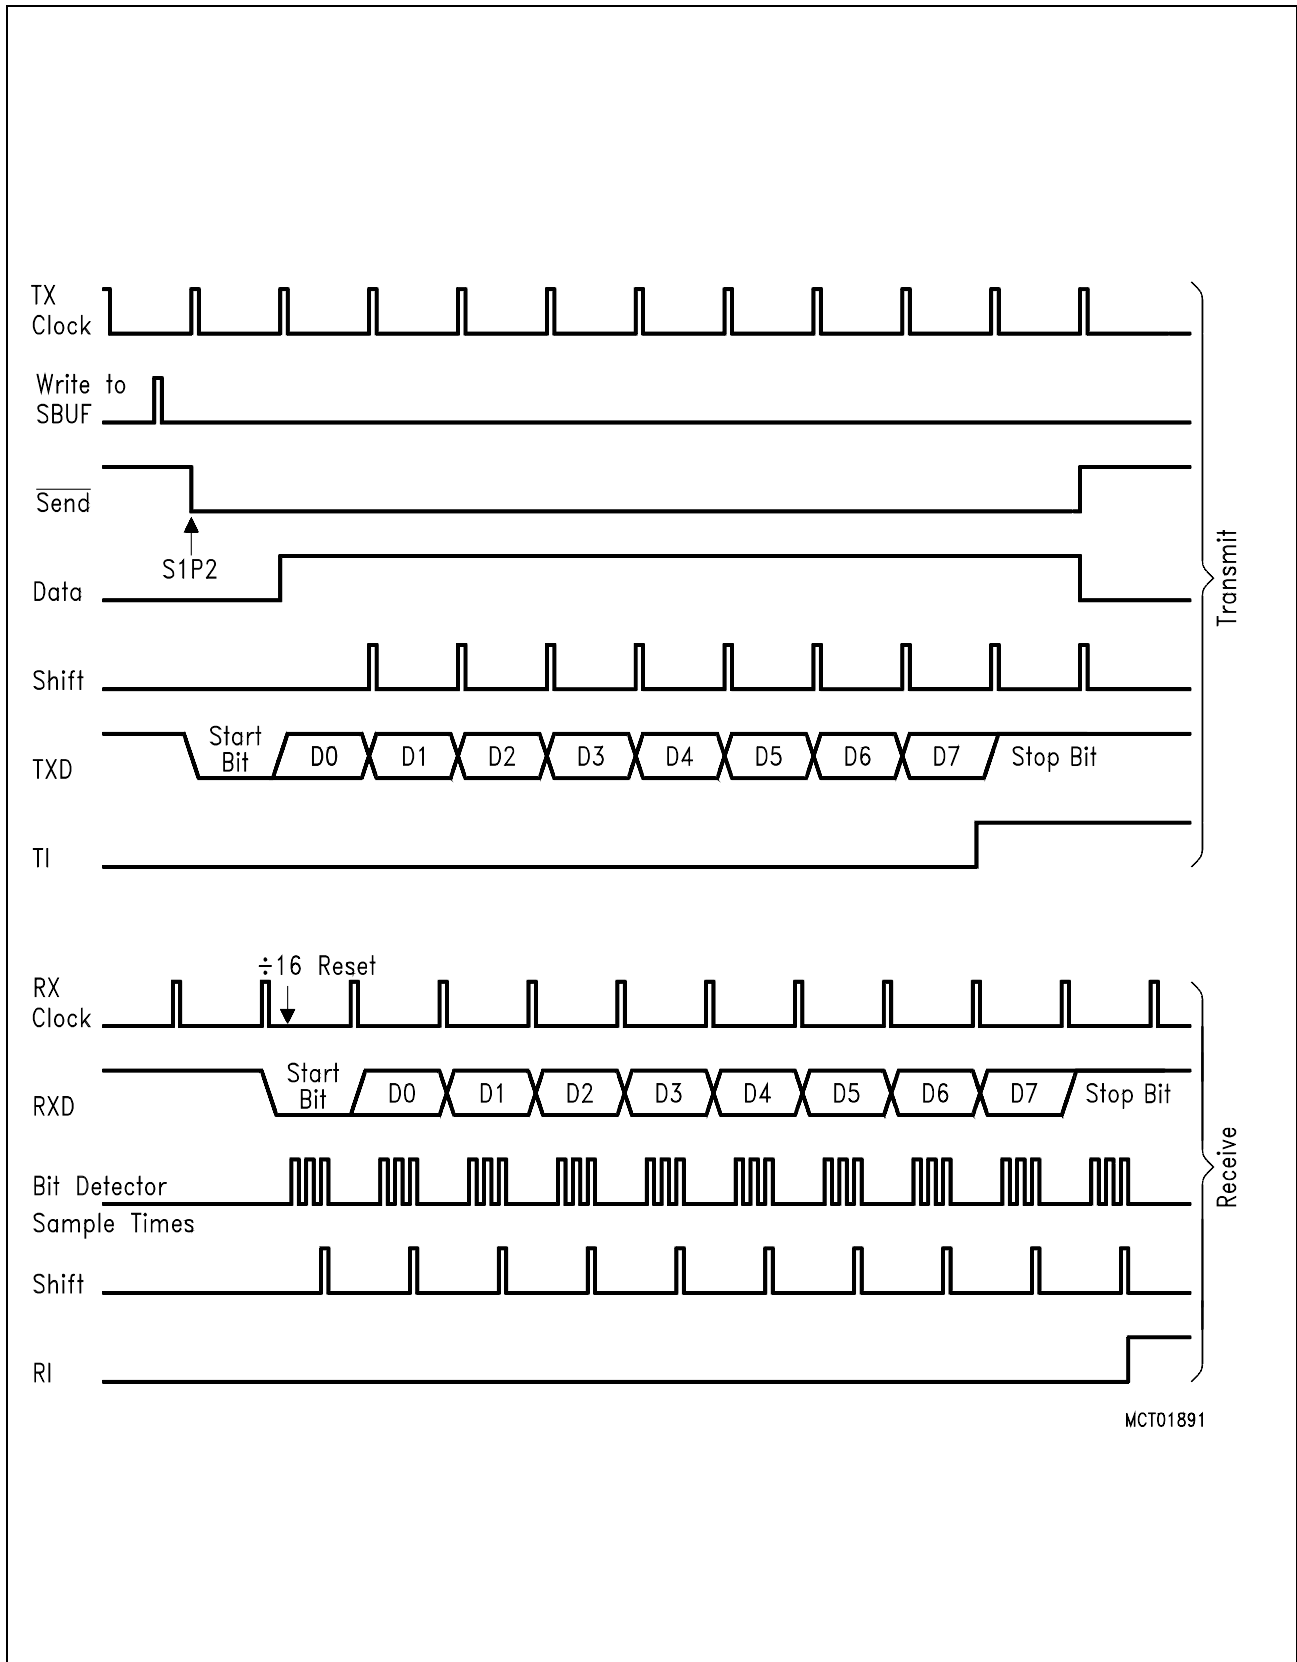 TX
Clock
Write to
SBUF
Send
S1P2
Data
Shift
TXD
Start
Bit
D0 D1 D2 D3 D4 D5 D6 D7 Stop Bit
TI
Transmit
÷16 Reset
RX
Clock
RXD
Start
Bit
D0 D1 D2 D3 D4 D5 D6 D7 Stop Bit
Bit Detector
Sample Times
Shift
RI
Receive
MCT01891